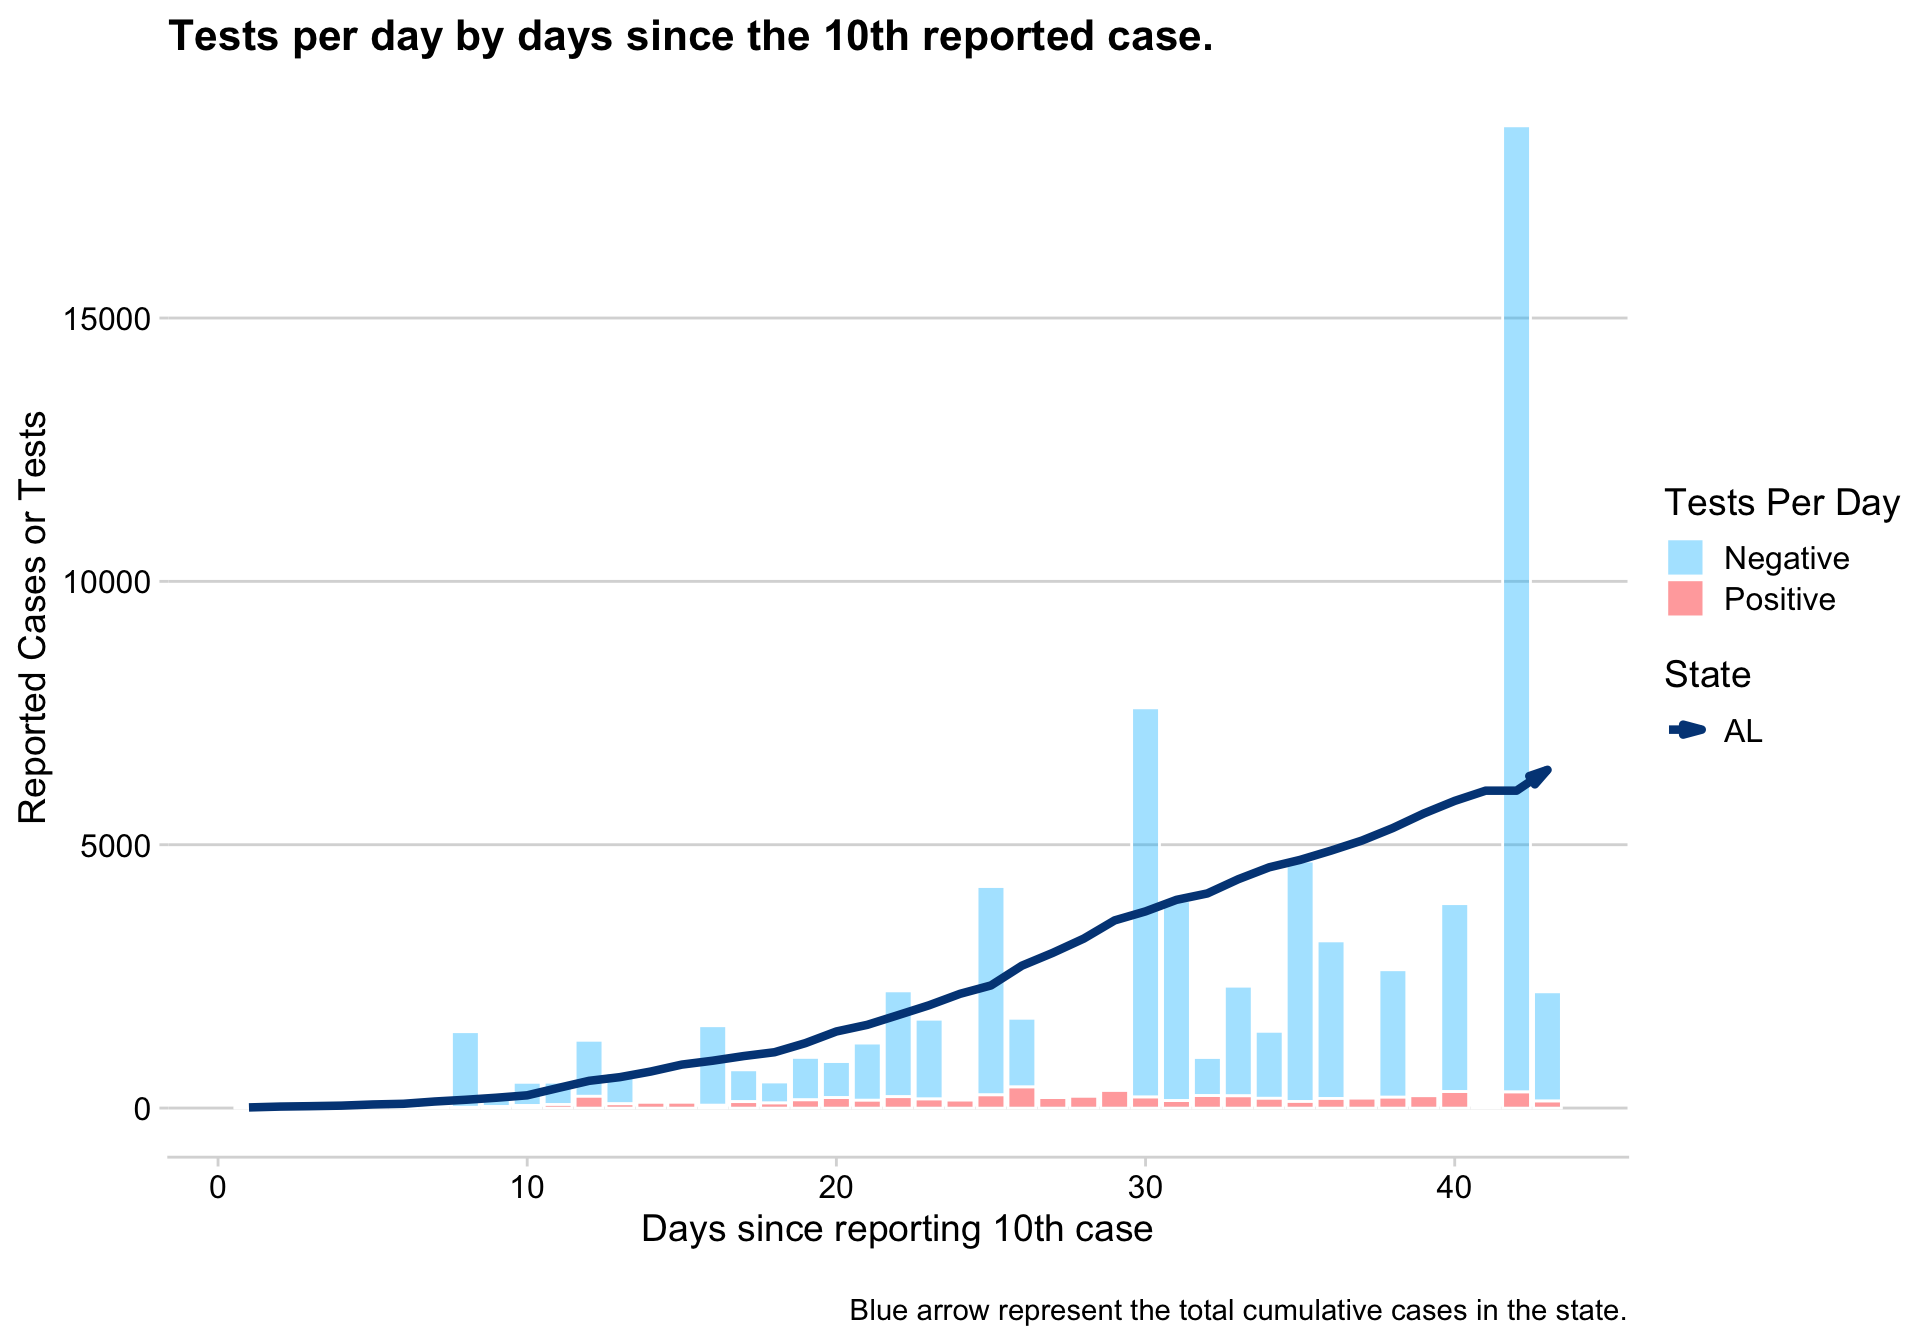 Tests per day by days since the 10th reported case.
Reported Cases or Tests
15000
10000
5000
0
0 10 20 30 40
Days since reporting 10th case
Tests Per Day
Negative
Positive
State
AL
Blue arrow represent the total cumulative cases in the state.